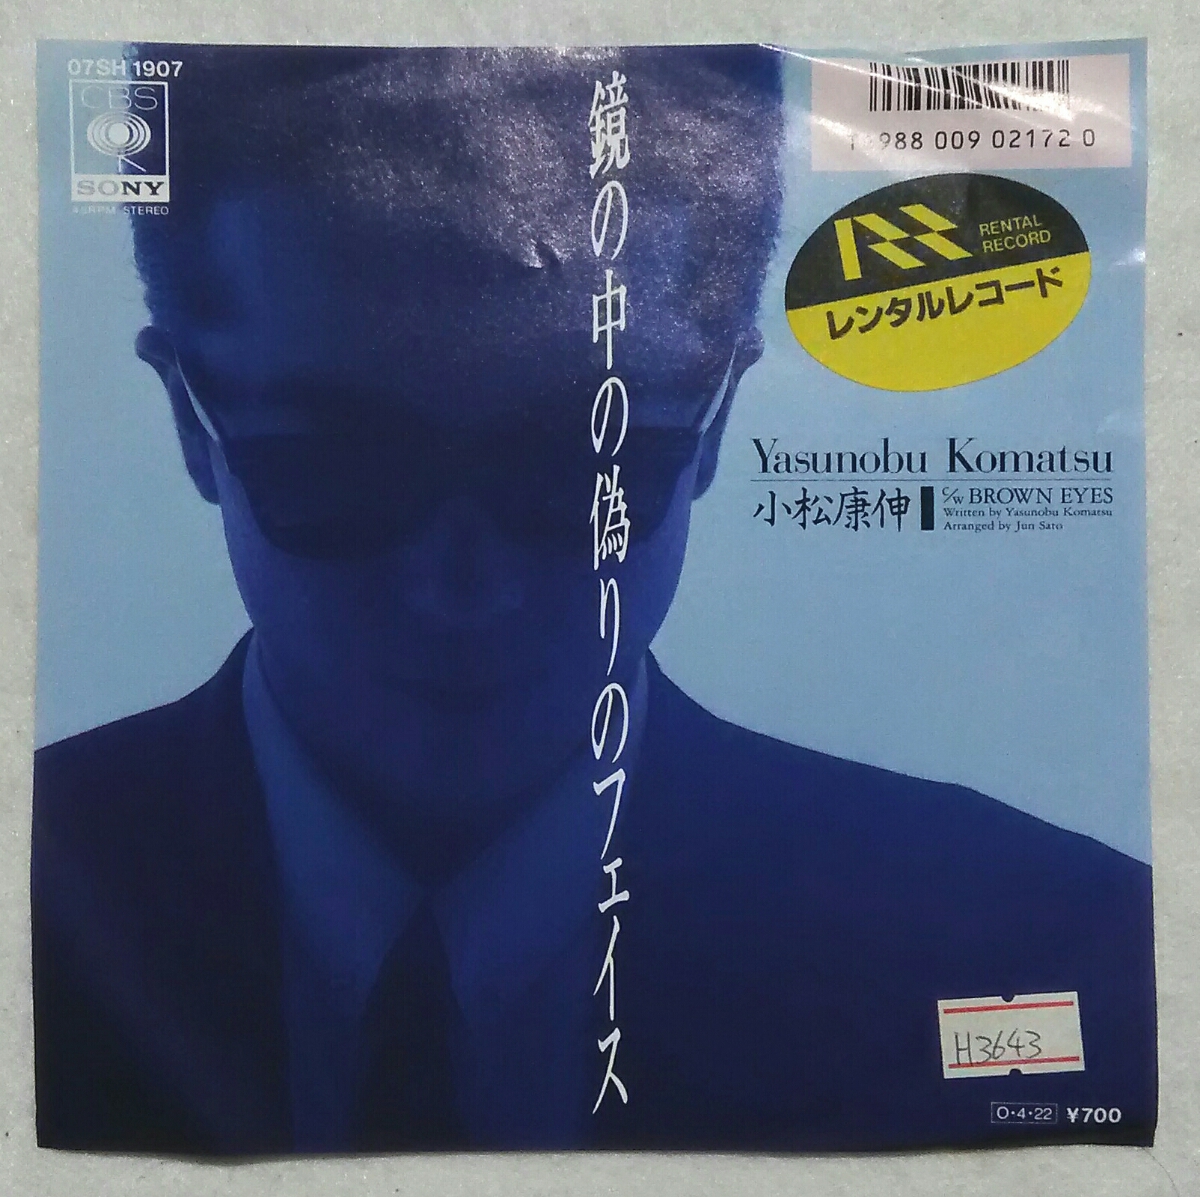 07SH 1907
CBS
SONY
45RPM STEREO
鏡の中の偽りのフェイス
988 009 02172 0
RENTAL
RECORD
レンタルレコード
Yasunobu Komatsu
小松康伸
c/w BROWN EYES
Written by Yasunobu Komatsu
Arranged by Jun Sato
H3643
O・4・22 ¥700